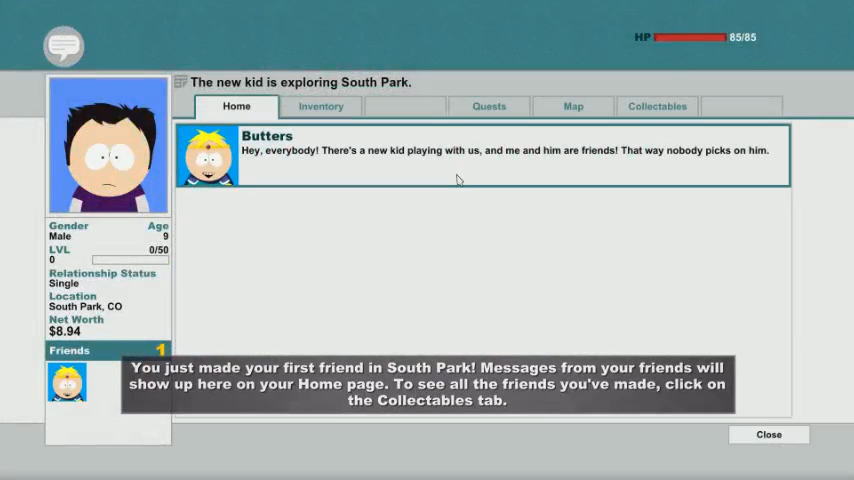 HP 85/85
The new kid is exploring South Park.
Home Inventory Quests Map Collectables
Butters
Hey, everybody! There's a new kid playing with us, and me and him are friends! That way nobody picks on him.
Gender Age
Male 9
LVL 0/50
0
Relationship Status
Single
Location
South Park, CO
Net Worth
$8.94
Friends 1
You just made your first friend in South Park! Messages from your friends will
show up here on your Home page. To see all the friends you've made, click on
the Collectables tab.
Close